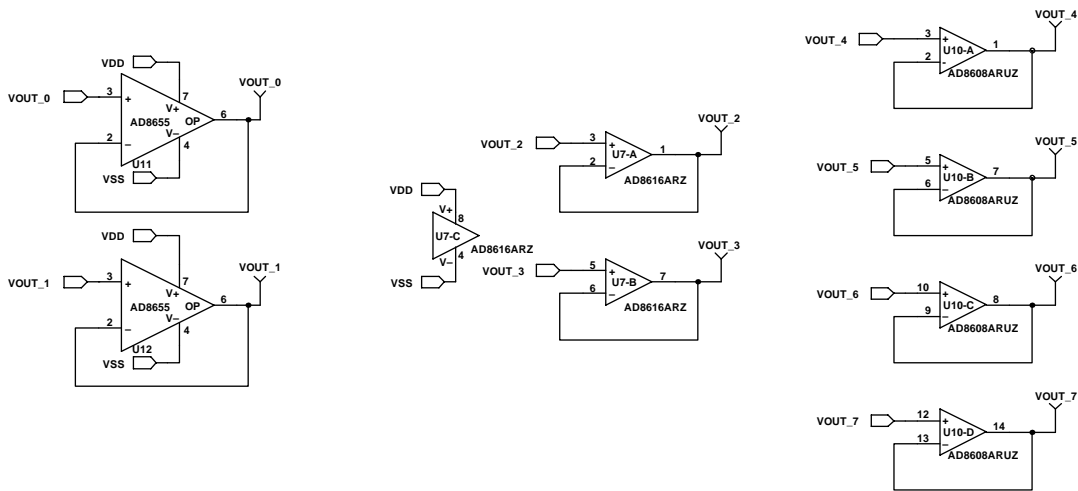 VDD
VOUT_0
3
+
7
V+
AD8655
OP
6
VOUT_0
2
–
V–
4
U11
VSS
VDD
VOUT_1
3
+
7
V+
AD8655
OP
6
VOUT_1
2
–
V–
4
U12
VSS
VDD
V+
8
U7-C
AD8616ARZ
V–
4
VSS
VOUT_2
3
+
2
–
U7-A
1
VOUT_2
AD8616ARZ
VOUT_3
5
+
6
–
U7-B
7
VOUT_3
AD8616ARZ
VOUT_4
3
+
2
-
U10-A
1
VOUT_4
AD8608ARUZ
VOUT_5
5
+
6
–
U10-B
7
VOUT_5
AD8608ARUZ
VOUT_6
10
+
9
–
U10-C
8
VOUT_6
AD8608ARUZ
VOUT_7
12
+
13
–
U10-D
14
VOUT_7
AD8608ARUZ